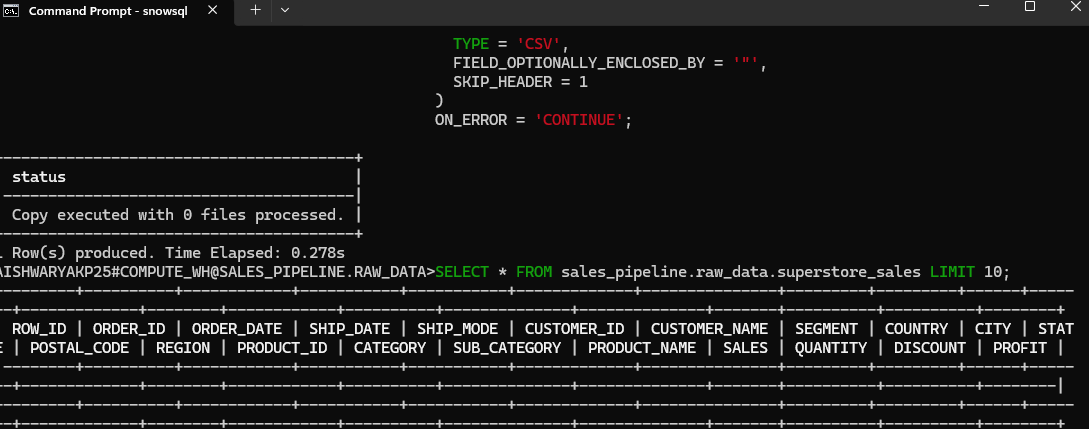 Command Prompt - snowsql
TYPE = 'CSV',
FIELD_OPTIONALLY_ENCLOSED_BY = '"',
SKIP_HEADER = 1
)
ON_ERROR = 'CONTINUE';
status |
Copy executed with 0 files processed. |
Row(s) produced. Time Elapsed: 0.278s
AISHWARYAKP25#COMPUTE_WH@SALES_PIPELINE.RAW_DATA>SELECT * FROM sales_pipeline.raw_data.superstore_sales LIMIT 10;
ROW_ID | ORDER_ID | ORDER_DATE | SHIP_DATE | SHIP_MODE | CUSTOMER_ID | CUSTOMER_NAME | SEGMENT | COUNTRY | CITY | STAT
E | POSTAL_CODE | REGION | PRODUCT_ID | CATEGORY | SUB_CATEGORY | PRODUCT_NAME | SALES | QUANTITY | DISCOUNT | PROFIT |